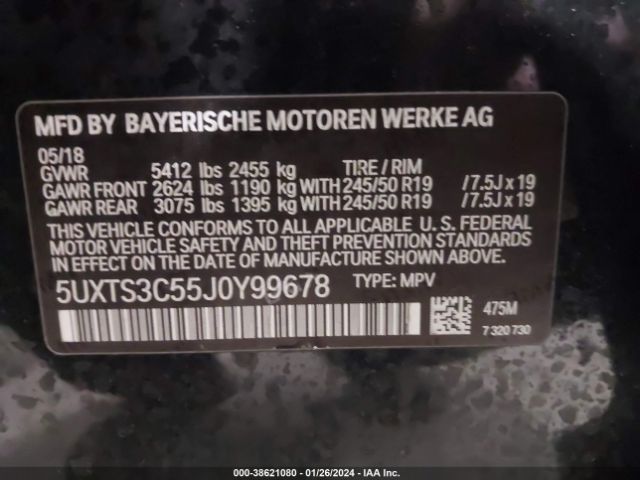 MFD BY BAYERISCHE MOTOREN WERKE AG
05/18
GVWR 5412 lbs 2455 kg TIRE / RIM
GAWR FRONT 2624 lbs 1190 kg WITH 245/50 R19 /7.5J x 19
GAWR REAR 3075 lbs 1395 kg WITH 245/50 R19 /7.5J x 19
THIS VEHICLE CONFORMS TO ALL APPLICABLE U. S. FEDERAL
MOTOR VEHICLE SAFETY AND THEFT PREVENTION STANDARDS
IN EFFECT ON THE DATE OF MANUFACTURE SHOWN ABOVE.
5UXTS3C55J0Y99678 TYPE: MPV
475M
7 320 730
000-38621080 - 01/26/2024 - IAA Inc.